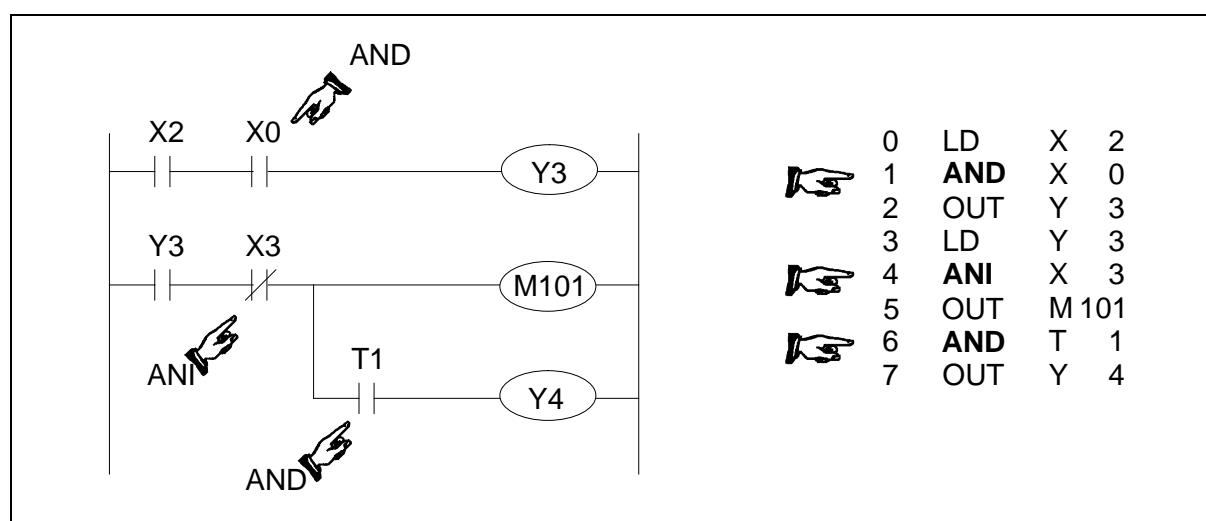 AND
X2 X0
Y3
Y3 X3
M101
ANI
T1
Y4
AND
0 LD X 2
1 AND X 0
2 OUT Y 3
3 LD Y 3
4 ANI X 3
5 OUT M 101
6 AND T 1
7 OUT Y 4